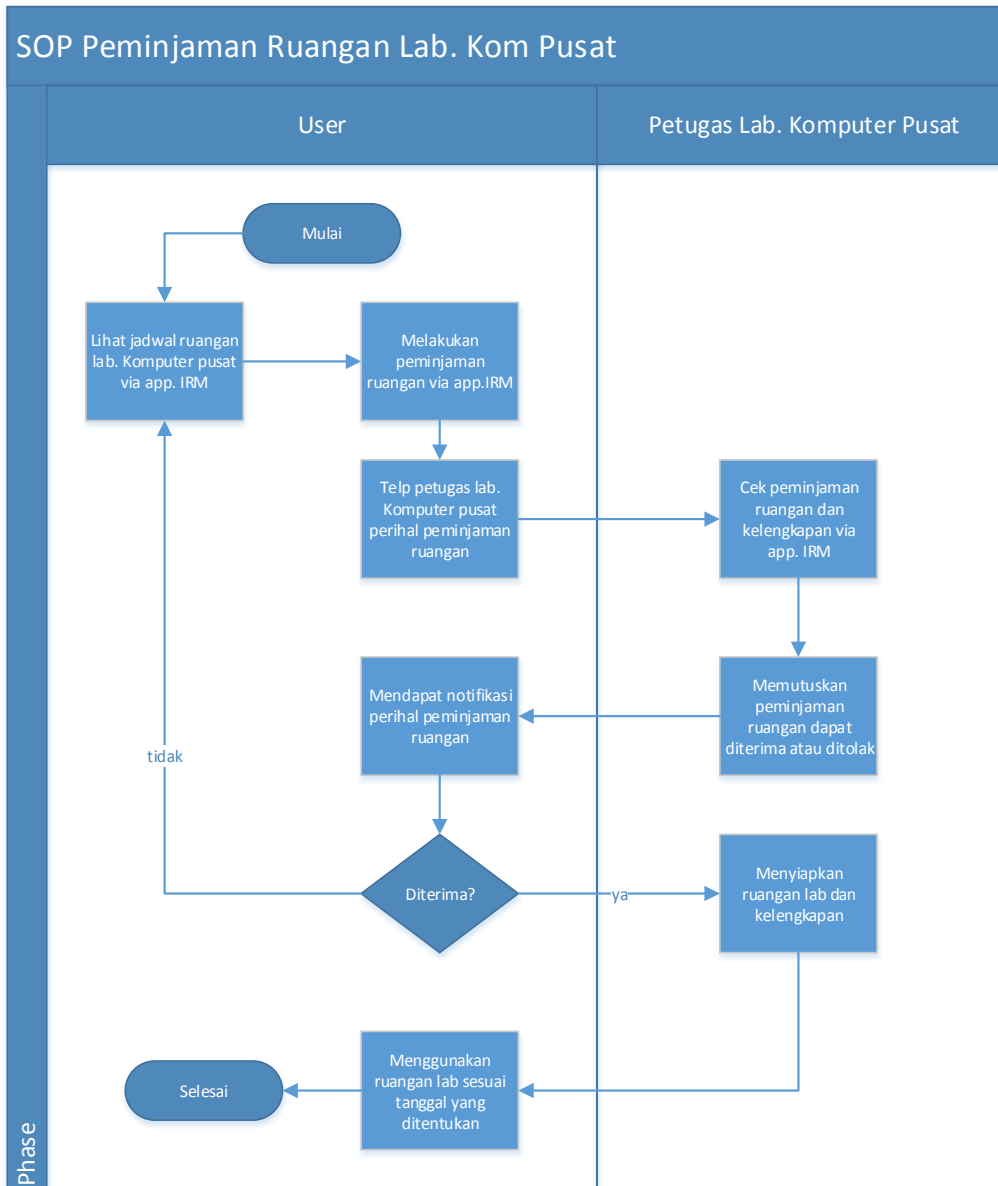 SOP Peminjaman Ruangan Lab. Kom Pusat
User
Petugas Lab. Komputer Pusat
Mulai
Lihat jadwal ruangan
lab. Komputer pusat
via app. IRM
Melakukan
peminjaman
ruangan via app.IRM
Telp petugas lab.
Komputer pusat
perihal peminjaman
ruangan
Cek peminjaman
ruangan dan
kelengkapan via
app. IRM
Memutuskan
peminjaman
ruangan dapat
diterima atau ditolak
Mendapat notifikasi
perihal peminjaman
ruangan
tidak
Diterima?
ya
Menyiapkan
ruangan lab dan
kelengkapan
Menggunakan
ruangan lab sesuai
tanggal yang
ditentukan
Selesai
Phase